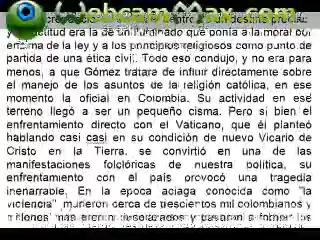 WebcamMax.com
y su actitud era la de un iluminado que ponía a la moral por
encima de la ley y a los principios religiosos como punto de
partida de una ética civil. Todo eso condujo, y no era para
menos, a que Gómez tratara de influir directamente sobre
el manejo de los asuntos de la religión católica, en ese
momento la oficial en Colombia. Su actividad en ese
terreno llegó a ser un pequeño cisma. Pero si bien el
enfrentamiento directo con el Vaticano, que él planteó
hablando casi casi en su condición de nuevo Vicario de
Cristo en la Tierra, se convirtió en una de las
manifestaciones folclóricas de nuestra política, su
enfrentamiento con el país provocó una tragedia
inenarrable. En la época aciaga conocida como "la
violencia" murieron cerca de doscientos mil colombianos y